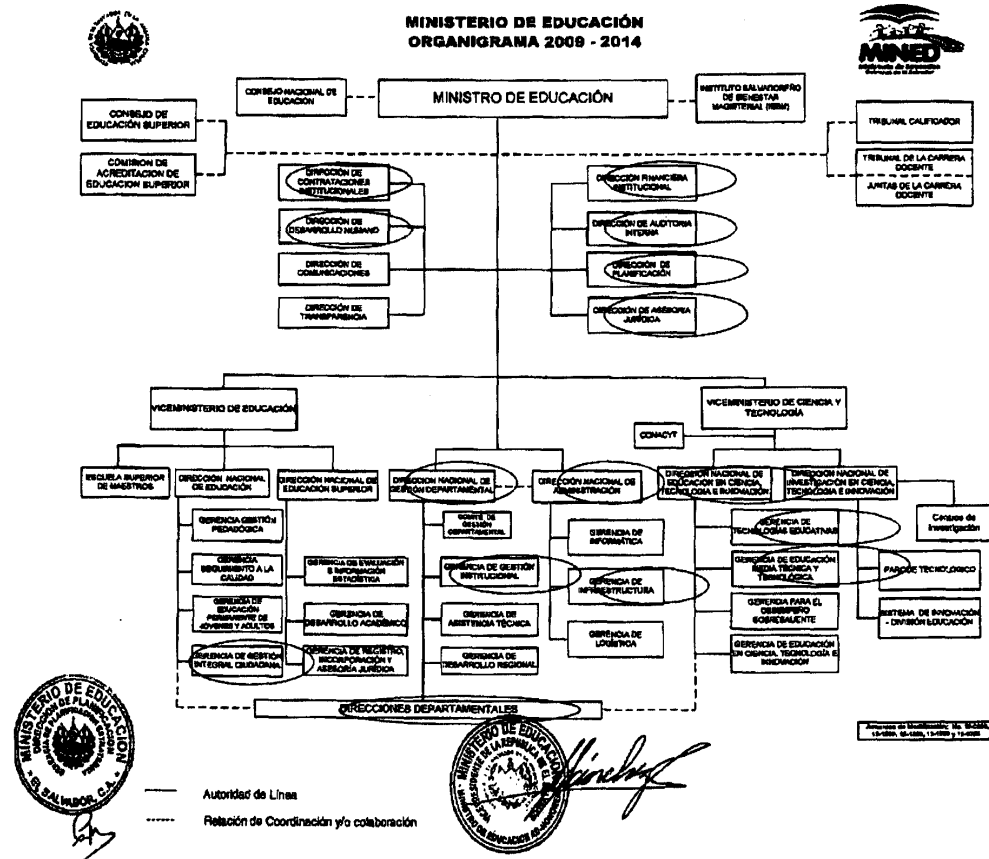 MINISTERIO DE EDUCACIÓN
ORGANIGRAMA 2009 - 2014
MINED
CONSEJO NACIONAL DE
EDUCACIÓN
MINISTRO DE EDUCACIÓN
INSTITUTO SALVADOREÑO
DE BIENESTAR
MAGISTERIAL
CONSEJO DE
EDUCACIÓN SUPERIOR
COMISION DE
ACREDITACION DE
EDUCACION SUPERIOR
TRIBUNAL CALIFICADOR
TRIBUNAL DE LA CARRERA
DOCENTE
JUNTAS DE LA CARRERA
DOCENTE
DIRECCIÓN DE
CONTRATACIONES
INSTITUCIONALES
DIRECCIÓN DE
DESARROLLO HUMANO
DIRECCIÓN DE
COMUNICACIONES
DIRECCIÓN DE
TRANSPARENCIA
DIRECCIÓN FINANCIERA
INSTITUCIONAL
DIRECCIÓN DE AUDITORIA
INTERNA
DIRECCIÓN DE
PLANIFICACIÓN
DIRECCIÓN DE ASESORIA
JURÍDICA
VICEMINISTERIO DE EDUCACIÓN
VICEMINISTERIO DE CIENCIA Y
TECNOLOGÍA
CONACYT
ESCUELA SUPERIOR
DE MAESTROS
DIRECCIÓN NACIONAL
DE EDUCACIÓN
DIRECCIÓN NACIONAL DE
EDUCACIÓN SUPERIOR
DIRECCIÓN NACIONAL DE
GESTIÓN DEPARTAMENTAL
DIRECCIÓN NACIONAL DE
ADMINISTRACIÓN
DIRECCIÓN NACIONAL DE
EDUCACIÓN EN CIENCIA,
TECNOLOGIA E INNOVACIÓN
DIRECCION NACIONAL DE
INVESTIGACIÓN EN CIENCIA,
TECNOLOGIA E INNOVACIÓN
GERENCIA GESTIÓN
PEDAGÓGICA
GERENCIA
SEGUIMIENTO A LA
CALIDAD
GERENCIA DE
EDUCACIÓN
PERMANENTE DE
JOVENES Y ADULTOS
GERENCIA DE GESTIÓN
INTEGRAL CIUDADANA
GERENCIA DE EVALUACIÓN
E INFORMACIÓN
ESTADÍSTICA
GERENCIA DE
DESARROLLO ACADÉMICO
GERENCIA DE REGISTRO,
INCORPORACIÓN Y
ASESORÍA JURÍDICA
COMITÉ DE
GESTIÓN
DEPARTAMENTAL
GERENCIA DE GESTIÓN
INSTITUCIONAL
GERENCIA DE
ASISTENCIA TÉCNICA
GERENCIA DE
DESARROLLO REGIONAL
GERENCIA DE
INFORMÁTICA
GERENCIA DE
INFRAESTRUCTURA
GERENCIA DE
LOGÍSTICA
GERENCIA DE
TECNOLOGÍAS EDUCATIVAS
GERENCIA DE EDUCACIÓN
MEDIA TÉCNICA Y
TECNOLÓGICA
GERENCIA PARA EL
DESEMPEÑO
SOBRESALIENTE
GERENCIA DE EDUCACIÓN
EN CIENCIA, TECNOLOGÍA E
INNOVACIÓN
Centros de
Investigación
PARQUE TECNOLÓGICO
SISTEMA DE INNOVACIÓN
- DIVISIÓN EDUCACIÓN
DIRECCIONES DEPARTAMENTALES
MINISTERIO DE EDUCACION
DIRECCION DE PLANIFICACION
EL SALVADOR, C.A.
MINISTERIO DE EDUCACION
Autoridad de Línea
Relación de Coordinación y/o colaboración